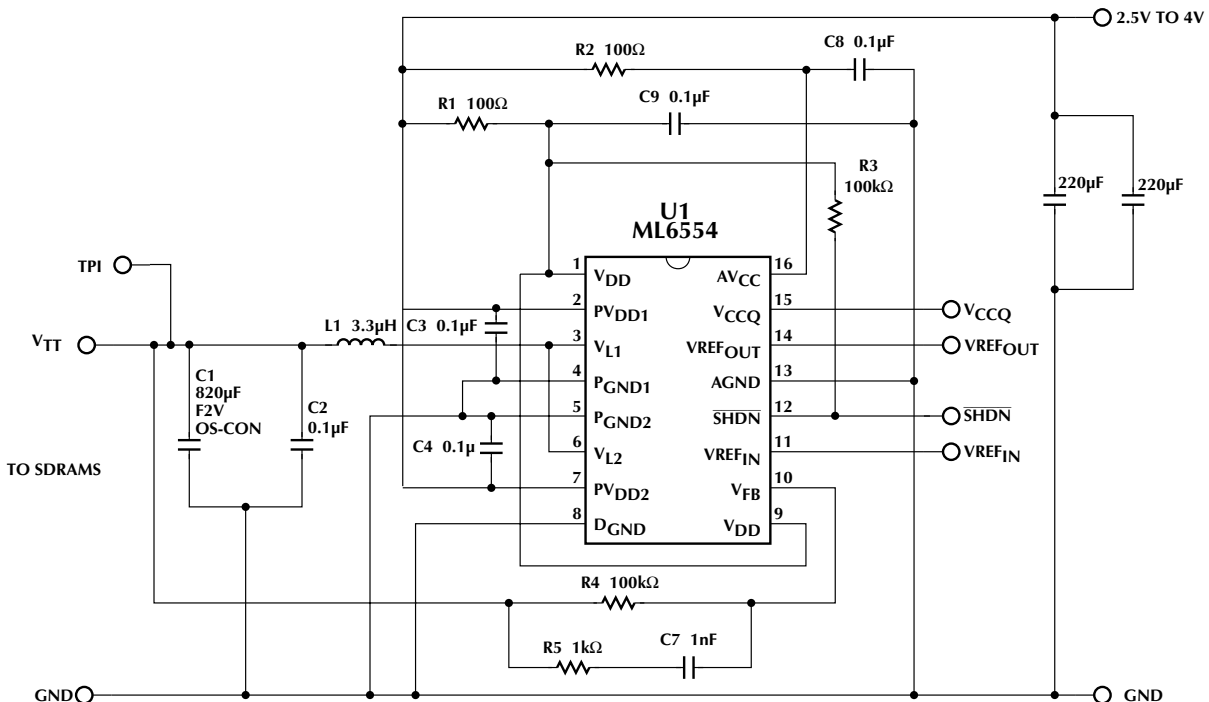 2.5V TO 4V
R2 100Ω
C8 0.1µF
R1 100Ω
C9 0.1µF
R3
100kΩ
220µF
220µF
U1
ML6554
TPI
VTT
L1 3.3µH
C3 0.1µF
C1
820µF
F2V
OS-CON
C2
0.1µF
C4 0.1µ
TO SDRAMS
1
VDD
2
PVDD1
3
VL1
4
PGND1
5
PGND2
6
VL2
7
PVDD2
8
DGND
16
AVCC
15
VCCQ
14
VREFOUT
13
AGND
12
SHDN
11
VREFIN
10
VFB
9
VDD
VCCQ
VREFOUT
SHDN
VREFIN
R4 100kΩ
R5 1kΩ
C7 1nF
GND
GND